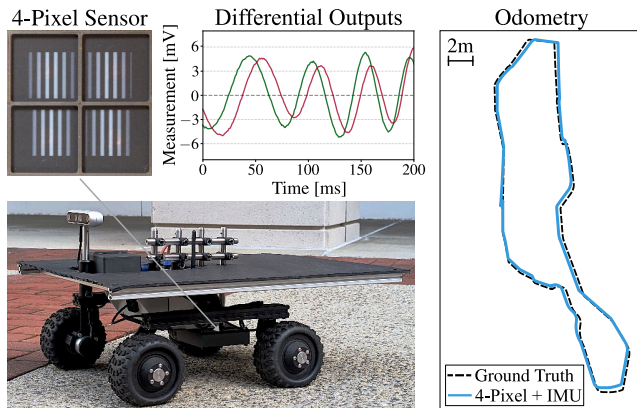 4-Pixel Sensor
Differential Outputs
Odometry
Measurement [mV]
6
3
0
−3
−6
0
50
100
150
200
Time [ms]
2m
Ground Truth
4-Pixel + IMU